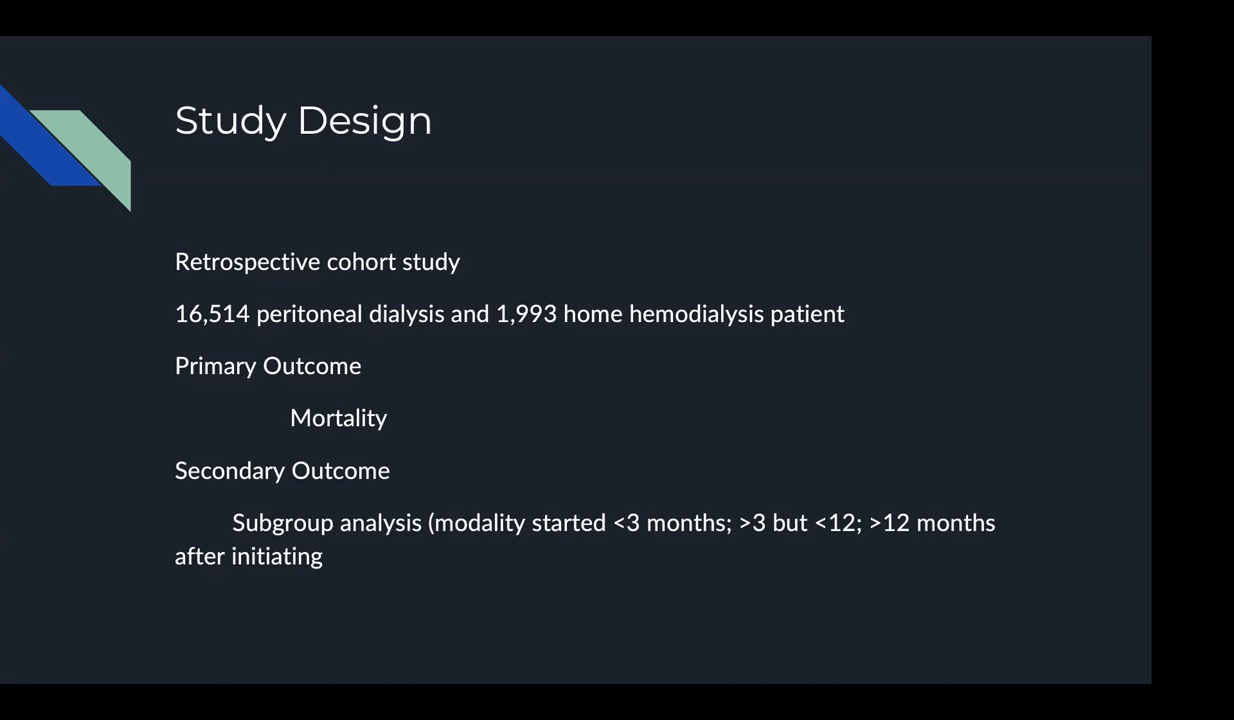 Study Design
Retrospective cohort study
16,514 peritoneal dialysis and 1,993 home hemodialysis patient
Primary Outcome
Mortality
Secondary Outcome
Subgroup analysis (modality started <3 months; >3 but <12; >12 months
after initiating